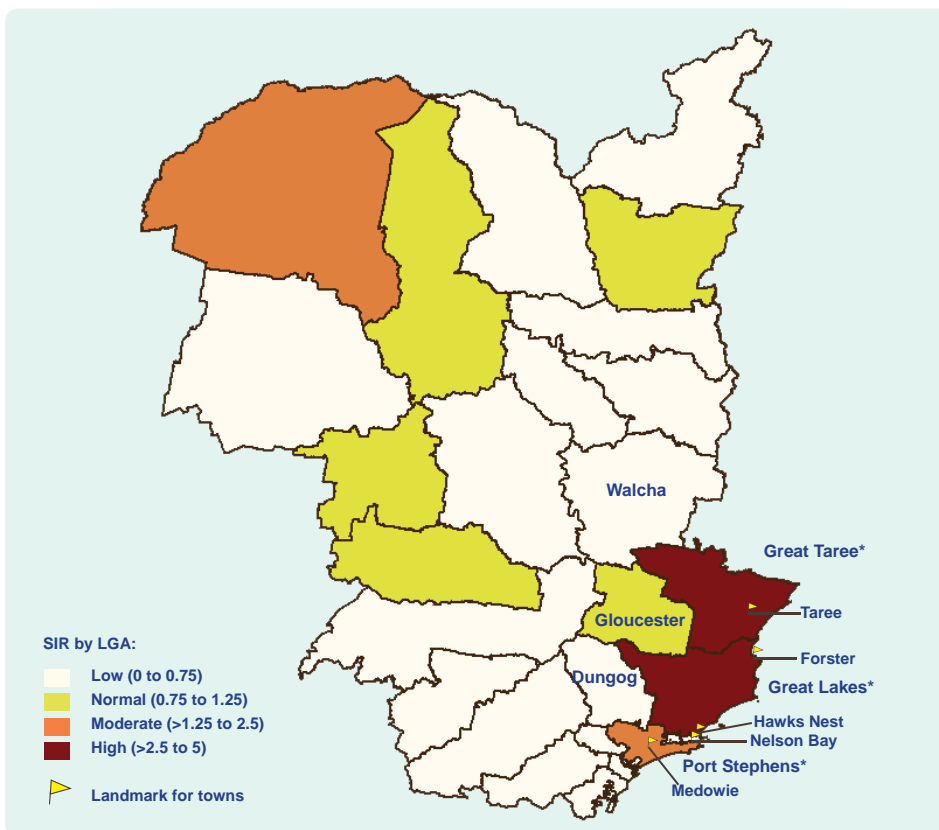 Walcha
Great Taree*
Taree
Gloucester
Forster
Dungog
Great Lakes*
Hawks Nest
Nelson Bay
Port Stephens*
Medowie
SIR by LGA:
Low (0 to 0.75)
Normal (0.75 to 1.25)
Moderate (>1.25 to 2.5)
High (>2.5 to 5)
Landmark for towns